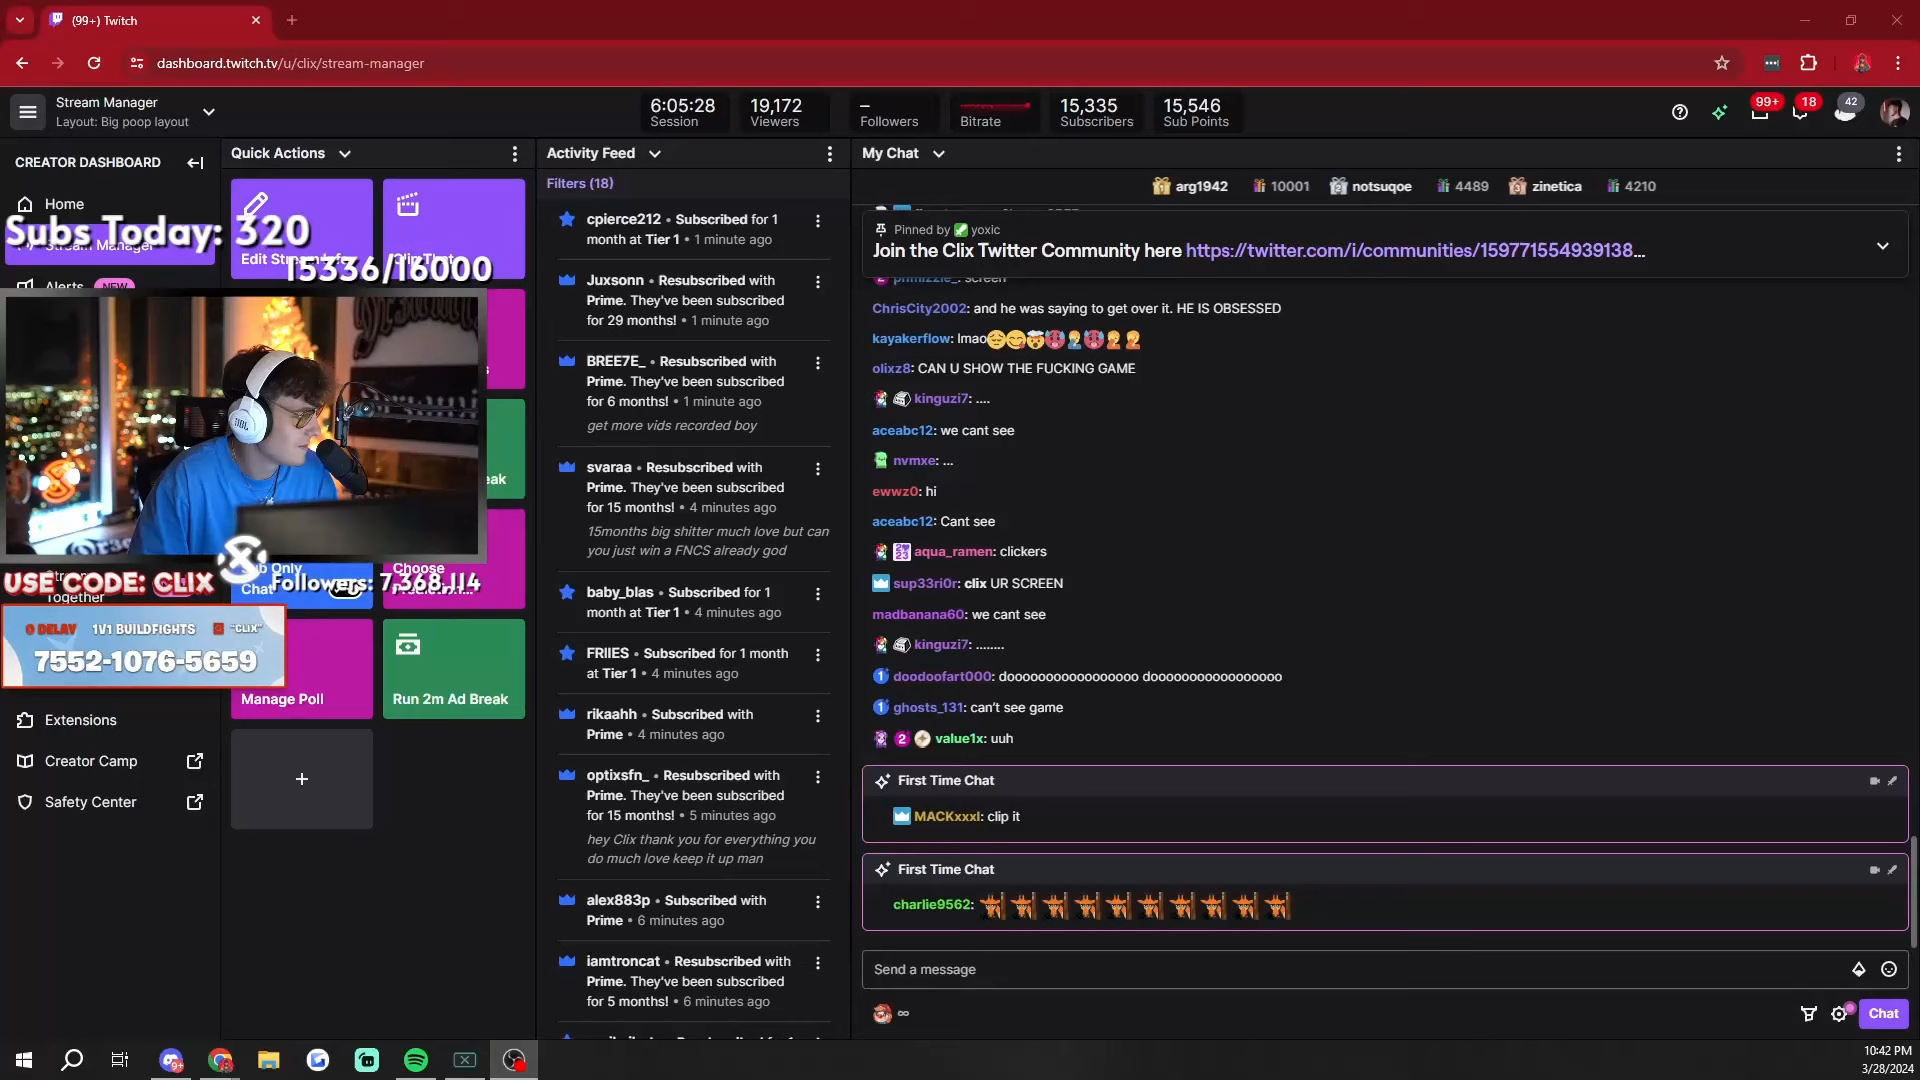 (99+) Twitch
dashboard.twitch.tv/u/clix/stream-manager
Stream Manager
Layout: Big poop layout
6:05:28
Session
19,172
Viewers
–
Followers
Bitrate
15,335
Subscribers
15,546
Sub Points
99+
18
42
CREATOR DASHBOARD
Home
Stream Manager
Alerts NEW
Subs Today: 320
15336/16000
USE CODE: CLIX
Followers: 7,368,114
Together
0 DELAY 1V1 BUILDFIGHTS "CLIX"
7552-1076-5659
Extensions
Creator Camp
Safety Center
Quick Actions
Edit Stream Info
Clip That
Sub Only
Chat
Choose
Manage Poll
Run 2m Ad Break
Activity Feed
Filters (18)
cpierce212 • Subscribed for 1
month at Tier 1 • 1 minute ago
Juxsonn • Resubscribed with
Prime. They've been subscribed
for 29 months! • 1 minute ago
BREE7E_ • Resubscribed with
Prime. They've been subscribed
for 6 months! • 1 minute ago
get more vids recorded boy
svaraa • Resubscribed with
Prime. They've been subscribed
for 15 months! • 4 minutes ago
15months big shitter much love but can
you just win a FNCS already god
baby_blas • Subscribed for 1
month at Tier 1 • 4 minutes ago
FRIIES • Subscribed for 1 month
at Tier 1 • 4 minutes ago
rikaahh • Subscribed with
Prime • 4 minutes ago
optixsfn_ • Resubscribed with
Prime. They've been subscribed
for 15 months! • 5 minutes ago
hey Clix thank you for everything you
do much love keep it up man
alex883p • Subscribed with
Prime • 6 minutes ago
iamtroncat • Resubscribed with
Prime. They've been subscribed
for 5 months! • 6 minutes ago
My Chat
arg1942 10001 notsuqoe 4489 zinetica 4210
Pinned by yoxic
Join the Clix Twitter Community here https://twitter.com/i/communities/159771554939138...
ChrisCity2002: and he was saying to get over it. HE IS OBSESSED
kayakerflow: lmao
olixz8: CAN U SHOW THE FUCKING GAME
kinguzi7: ....
aceabc12: we cant see
nvmxe: ...
ewwz0: hi
aceabc12: Cant see
aqua_ramen: clickers
sup33ri0r: clix UR SCREEN
madbanana60: we cant see
kinguzi7: ........
doodoofart000: dooooooooooooooooo dooooooooooooooooo
ghosts_131: can't see game
value1x: uuh
First Time Chat
MACKxxxl: clip it
First Time Chat
charlie9562:
Send a message
∞
Chat
10:42 PM
3/28/2024